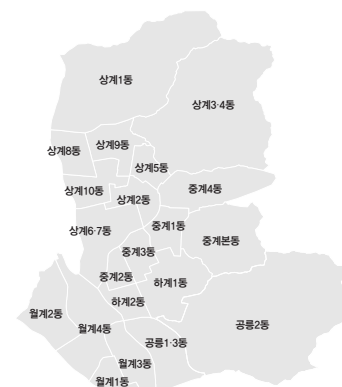 상계1동
상계3·4동
상계9동
상계8동
상계5동
상계10동
중계4동
상계2동
상계6·7동
중계1동
중계본동
중계3동
중계2동
하계1동
하계2동
월계2동
월계4동
공릉2동
공릉1·3동
월계3동
월계1동